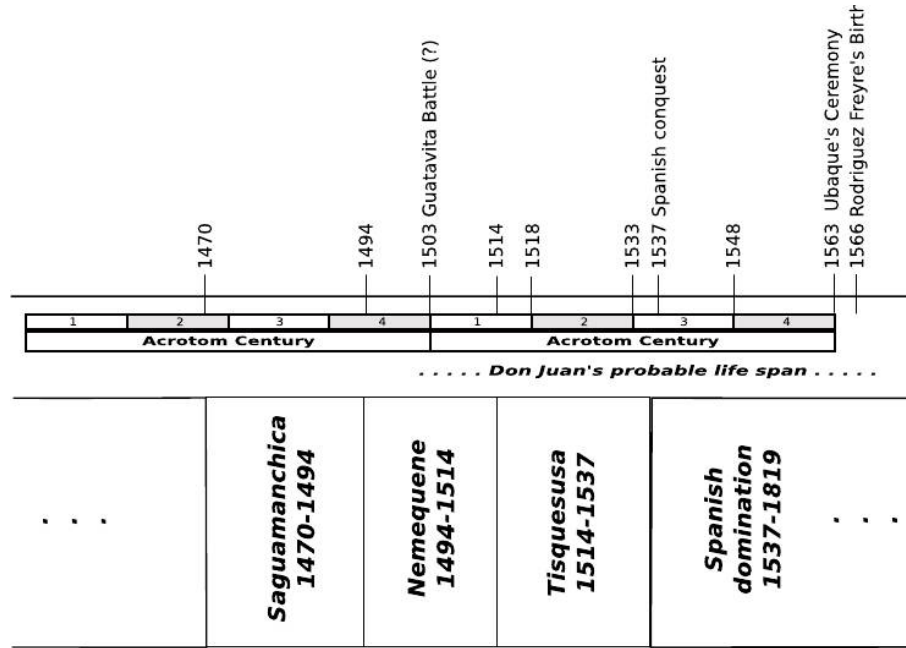 1470
1494
1503 Guatavita Battle (?)
1514
1518
1533
1537 Spanish conquest
1548
1563 Ubaque's Ceremony
1566 Rodriguez Freyre's Birth
1 2 3 4 1 2 3 4
Acrotom Century Acrotom Century
. . . . . Don Juan's probable life span . . . . .
. . .
Saguamanchica
1470-1494
Nemequene
1494-1514
Tisquesusa
1514-1537
Spanish
domination
1537-1819
. . .